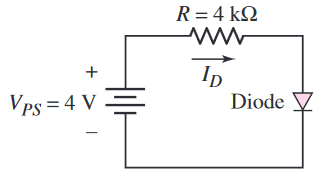 R = 4 kΩ
I_D
+
V_PS = 4 V
Diode
–